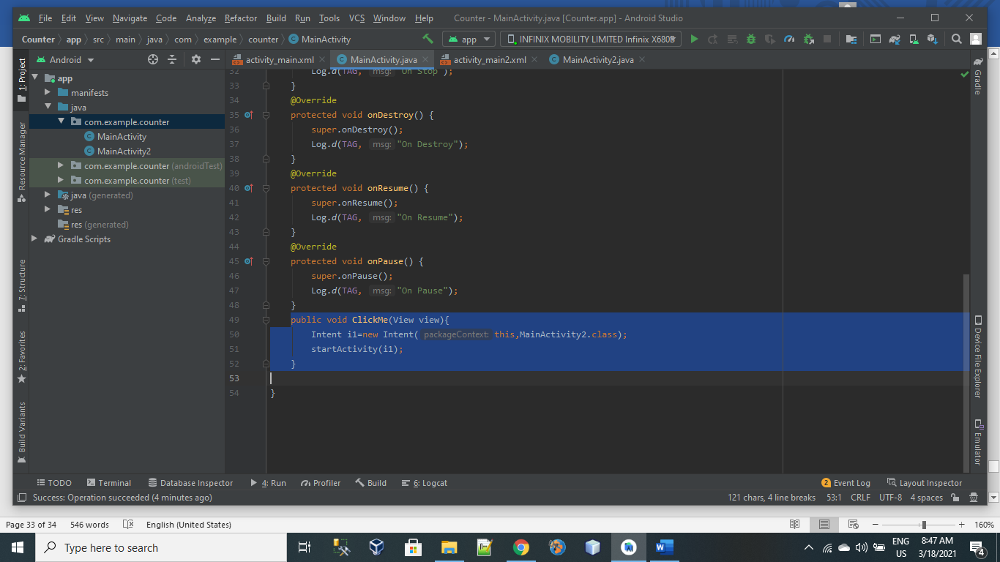 File Edit View Navigate Code Analyze Refactor Build Run Tools VCS Window Help Counter - MainActivity.java [Counter.app] - Android Studio
Counter app src main java com example counter MainActivity app INFINIX MOBILITY LIMITED Infinix X680B
Android activity_main.xml MainActivity.java activity_main2.xml MainActivity2.java
1: Project
Resource Manager
7: Structure
2: Favorites
Build Variants
app
manifests
java
com.example.counter
MainActivity
MainActivity2
com.example.counter (androidTest)
com.example.counter (test)
java (generated)
res
res (generated)
Gradle Scripts
32 Log.d(TAG, msg: "On Stop");
33 }
34 @Override
35 protected void onDestroy() {
36 super.onDestroy();
37 Log.d(TAG, msg: "On Destroy");
38 }
39 @Override
40 protected void onResume() {
41 super.onResume();
42 Log.d(TAG, msg: "On Resume");
43 }
44 @Override
45 protected void onPause() {
46 super.onPause();
47 Log.d(TAG, msg: "On Pause");
48 }
49 public void ClickMe(View view){
50 Intent i1=new Intent( packageContext: this,MainActivity2.class);
51 startActivity(i1);
52 }
53
54 }
Gradle
Device File Explorer
Emulator
TODO Terminal Database Inspector 4: Run Profiler Build 6: Logcat 2 Event Log Layout Inspector
Success: Operation succeeded (4 minutes ago) 121 chars, 4 line breaks 53:1 CRLF UTF-8 4 spaces
Page 33 of 34 546 words English (United States) 160%
Type here to search
ENG 8:47 AM
US 3/18/2021
4